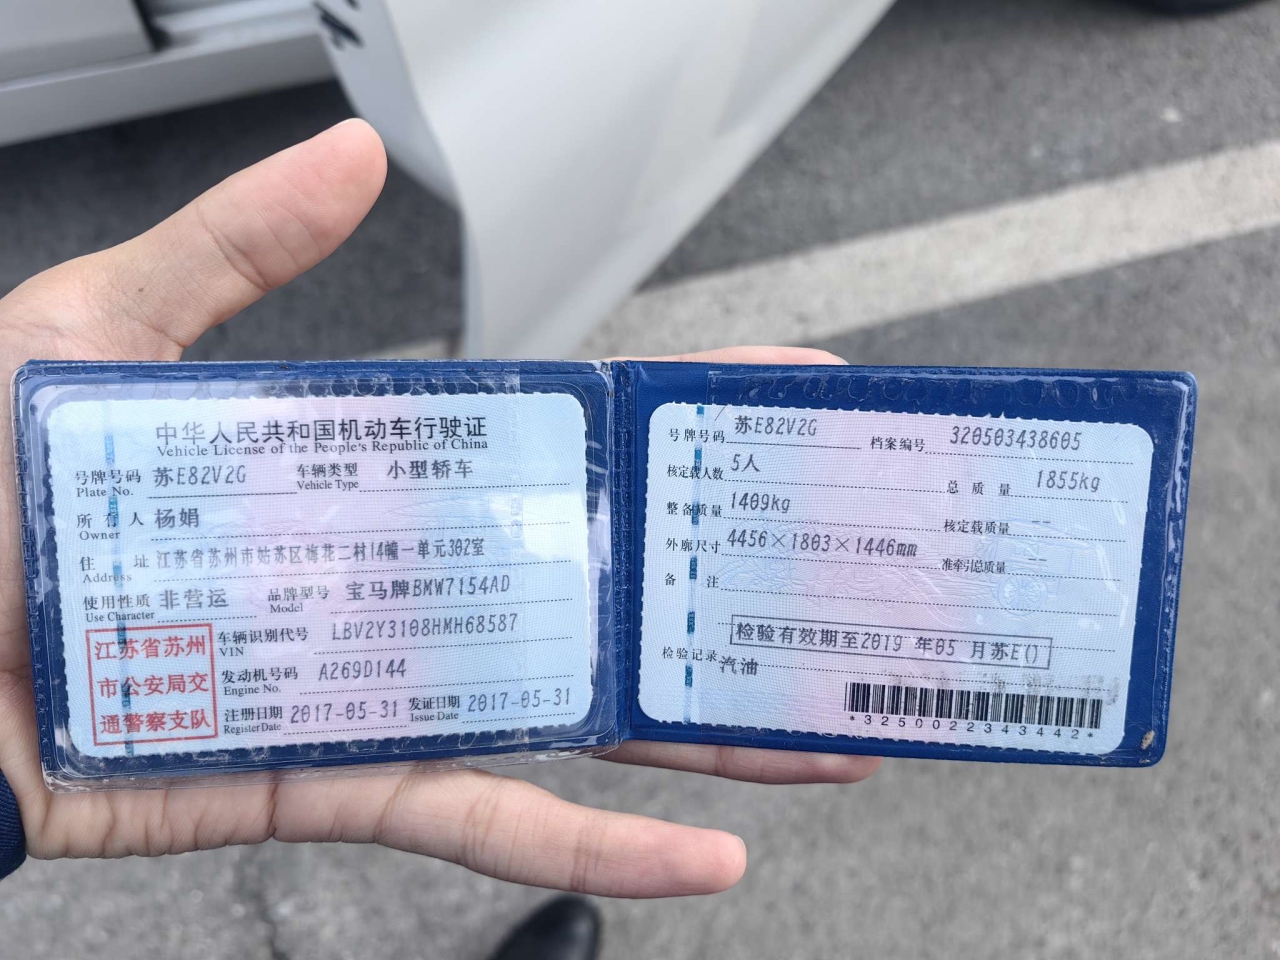 中华人民共和国机动车行驶证
Vehicle License of the People's Republic of China
号牌号码 苏E82V2G 车辆类型 小型轿车
Plate No. Vehicle Type
所有人 杨娟
Owner
住址 江苏省苏州市姑苏区梅花二村14幢一单元302室
Address
使用性质 非营运 品牌型号 宝马牌BMW7154AD
Use Character Model
江苏省苏州
市公安局交
通警察支队
车辆识别代号 LBV2Y3108HMH68587
VIN
发动机号码 A269D144
Engine No.
注册日期 2017-05-31 发证日期 2017-05-31
Register Date Issue Date
号牌号码 苏E82V2G 档案编号 320503438605
核定载人数 5人 总质量 1855kg
整备质量 1409kg 核定载质量 --
外廓尺寸 4456×1803×1446mm 准牵引总质量 --
备注
检验有效期至2019年05月苏E()
检验记录 汽油
*3250022343442*